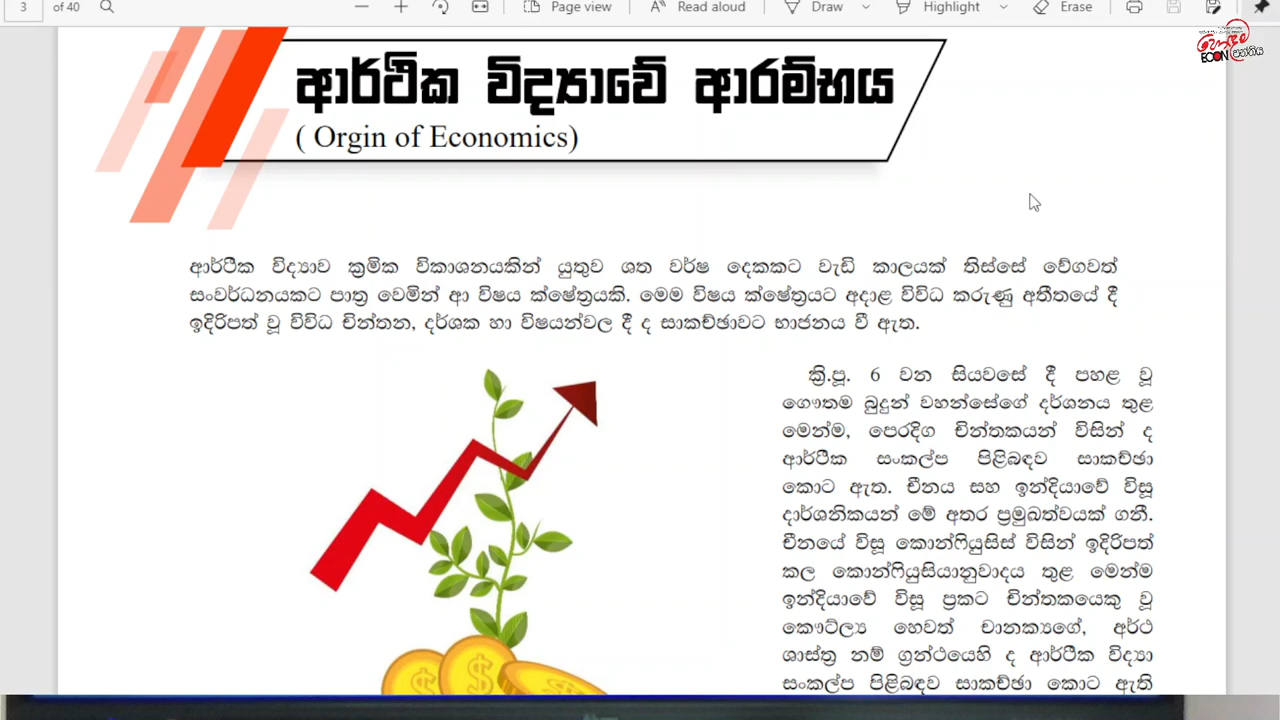 3 of 40 Page view Read aloud Draw Highlight Erase
ECON
ආර්ථික විද්‍යාවේ ආරම්භය
( Orgin of Economics)
ආර්ථික විද්‍යාව ක්‍රමික විකාශනයකින් යුතුව ශත වර්ෂ දෙකකට වැඩි කාලයක් තිස්සේ වේගවත්
සංවර්ධනයකට පාත්‍ර වෙමින් ආ විෂය ක්ෂේත්‍රයකි. මෙම විෂය ක්ෂේත්‍රයට අදාළ විවිධ කරුණු අතීතයේ දී
ඉදිරිපත් වූ විවිධ චින්තන, දර්ශක හා විෂයන්වල දී ද සාකච්ඡාවට භාජනය වී ඇත.
ක්‍රි.පූ. 6 වන සියවසේ දී පහළ වූ
ගෞතම බුදුන් වහන්සේගේ දර්ශනය තුළ
මෙන්ම, පෙරදිග චින්තකයන් විසින් ද
ආර්ථික සංකල්ප පිළිබඳව සාකච්ඡා
කොට ඇත. චීනය සහ ඉන්දියාවේ විසූ
දාර්ශනිකයන් මේ අතර ප්‍රමුඛත්වයක් ගනී.
චීනයේ විසූ කොන්ෆියුසිස් විසින් ඉදිරිපත්
කල කොන්ෆියුසියානුවාදය තුළ මෙන්ම
ඉන්දියාවේ විසූ ප්‍රකට චින්තකයෙකු වූ
කෞටිල්‍ය හෙවත් චානක්‍යගේ, අර්ථ
ශාස්ත්‍ර නම් ග්‍රන්ථයෙහි ද ආර්ථික විද්‍යා
සංකල්ප පිළිබඳව සාකච්ඡා කොට ඇති